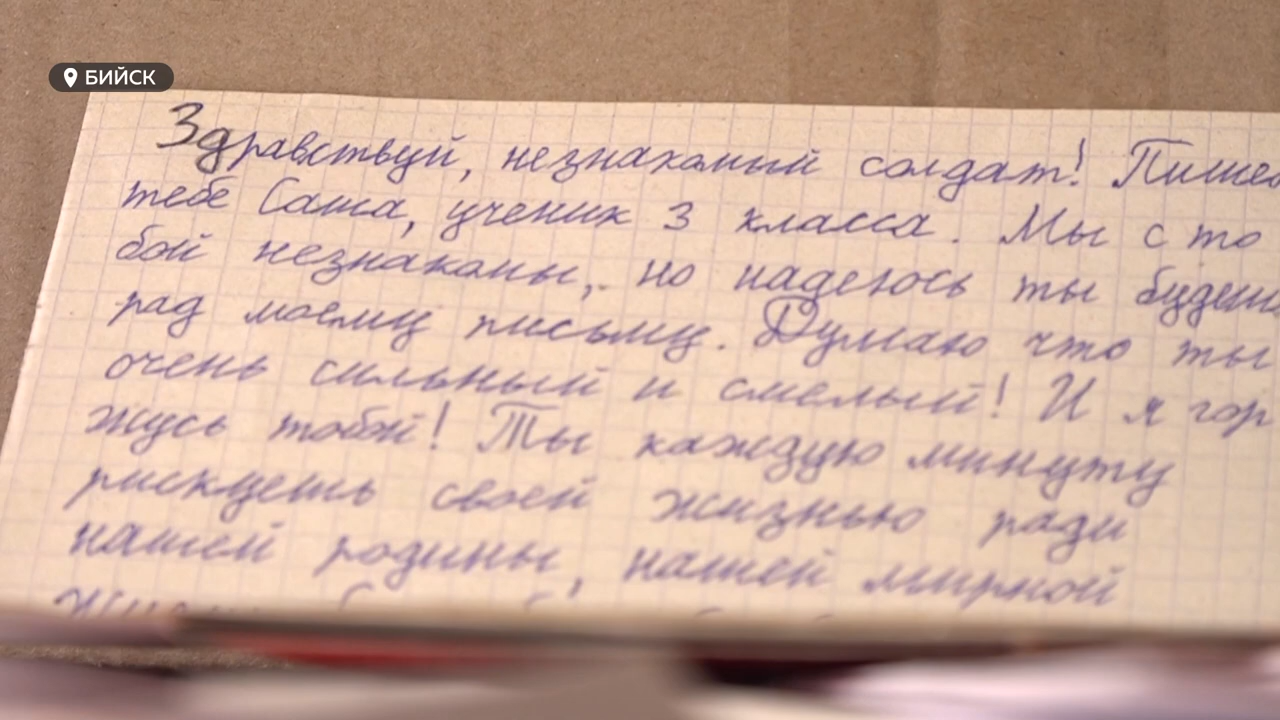 БИЙСК
Здравствуй, незнакомый солдат! Пишет
тебе Саша, ученик 3 класса. Мы с то
бой незнакомы, но надеюсь ты будешь
рад моему письму. Думаю что ты
очень сильный и смелый! И я гор
жусь тобой! Ты каждую минуту
рискуешь своей жизнью ради
нашей родины, нашей мирной